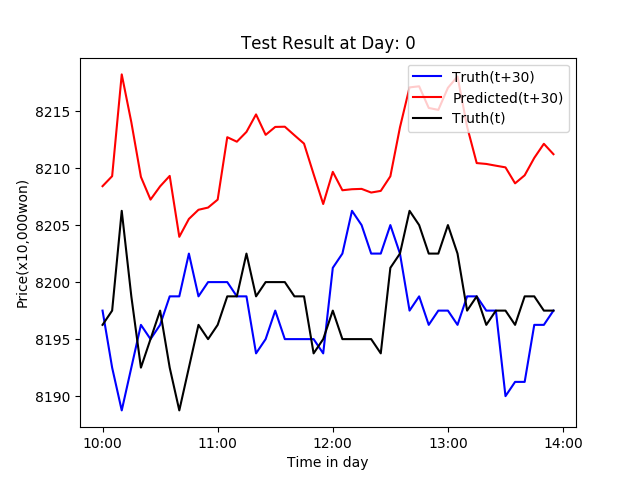 Test Result at Day: 0
Truth(t+30)
Predicted(t+30)
Truth(t)
Price(x10,000won)
8215
8210
8205
8200
8195
8190
10:00 11:00 12:00 13:00 14:00
Time in day